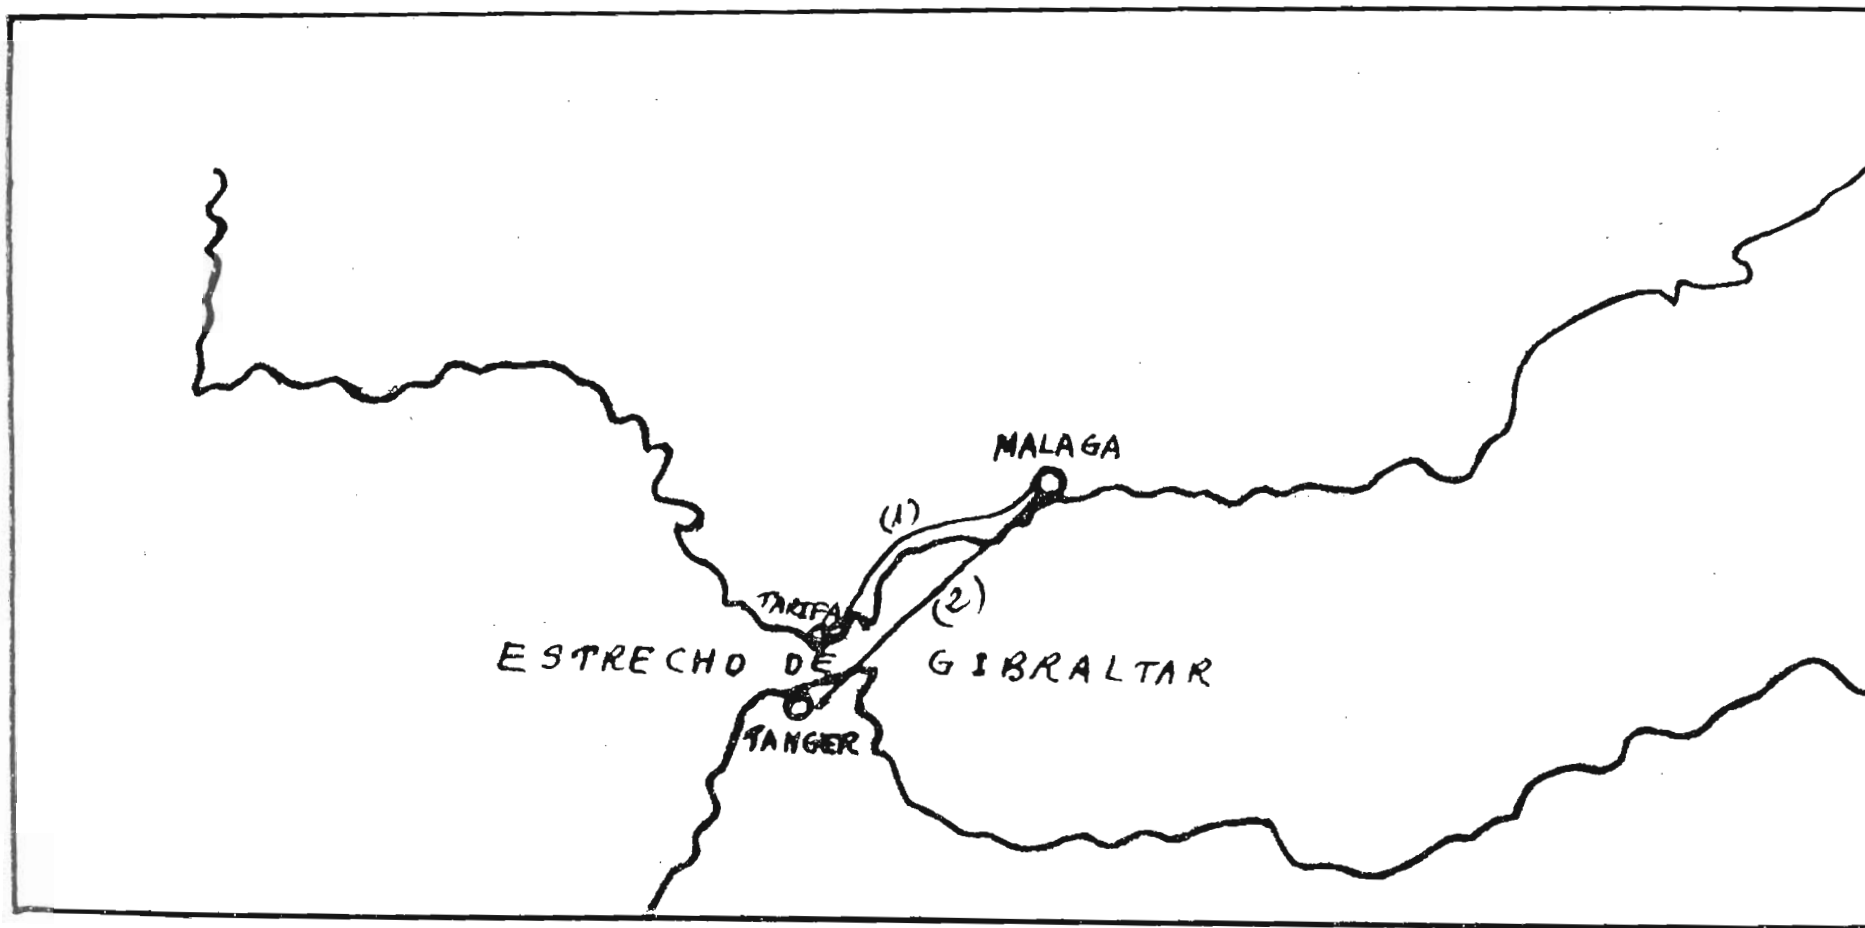 MALAGA
(1)
(2)
TARIFA
ESTRECHO DE GIBRALTAR
TANGER